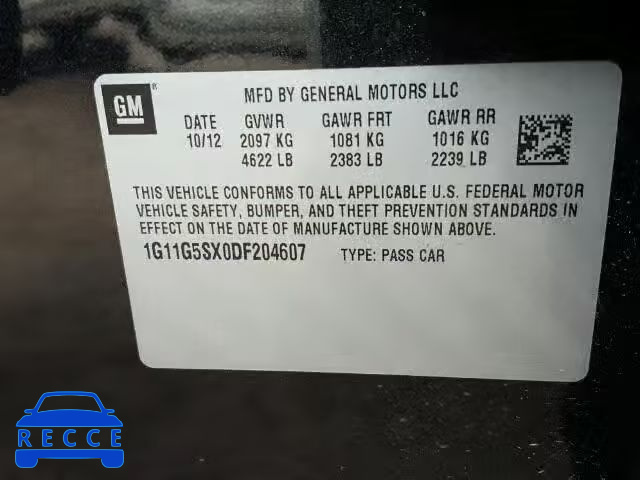 GM ®
MFD BY GENERAL MOTORS LLC
DATE GVWR GAWR FRT GAWR RR
10/12 2097 KG 1081 KG 1016 KG
4622 LB 2383 LB 2239 LB
THIS VEHICLE CONFORMS TO ALL APPLICABLE U.S. FEDERAL MOTOR
VEHICLE SAFETY, BUMPER, AND THEFT PREVENTION STANDARDS IN
EFFECT ON THE DATE OF MANUFACTURE SHOWN ABOVE.
1G11G5SX0DF204607 TYPE: PASS CAR
RECCE